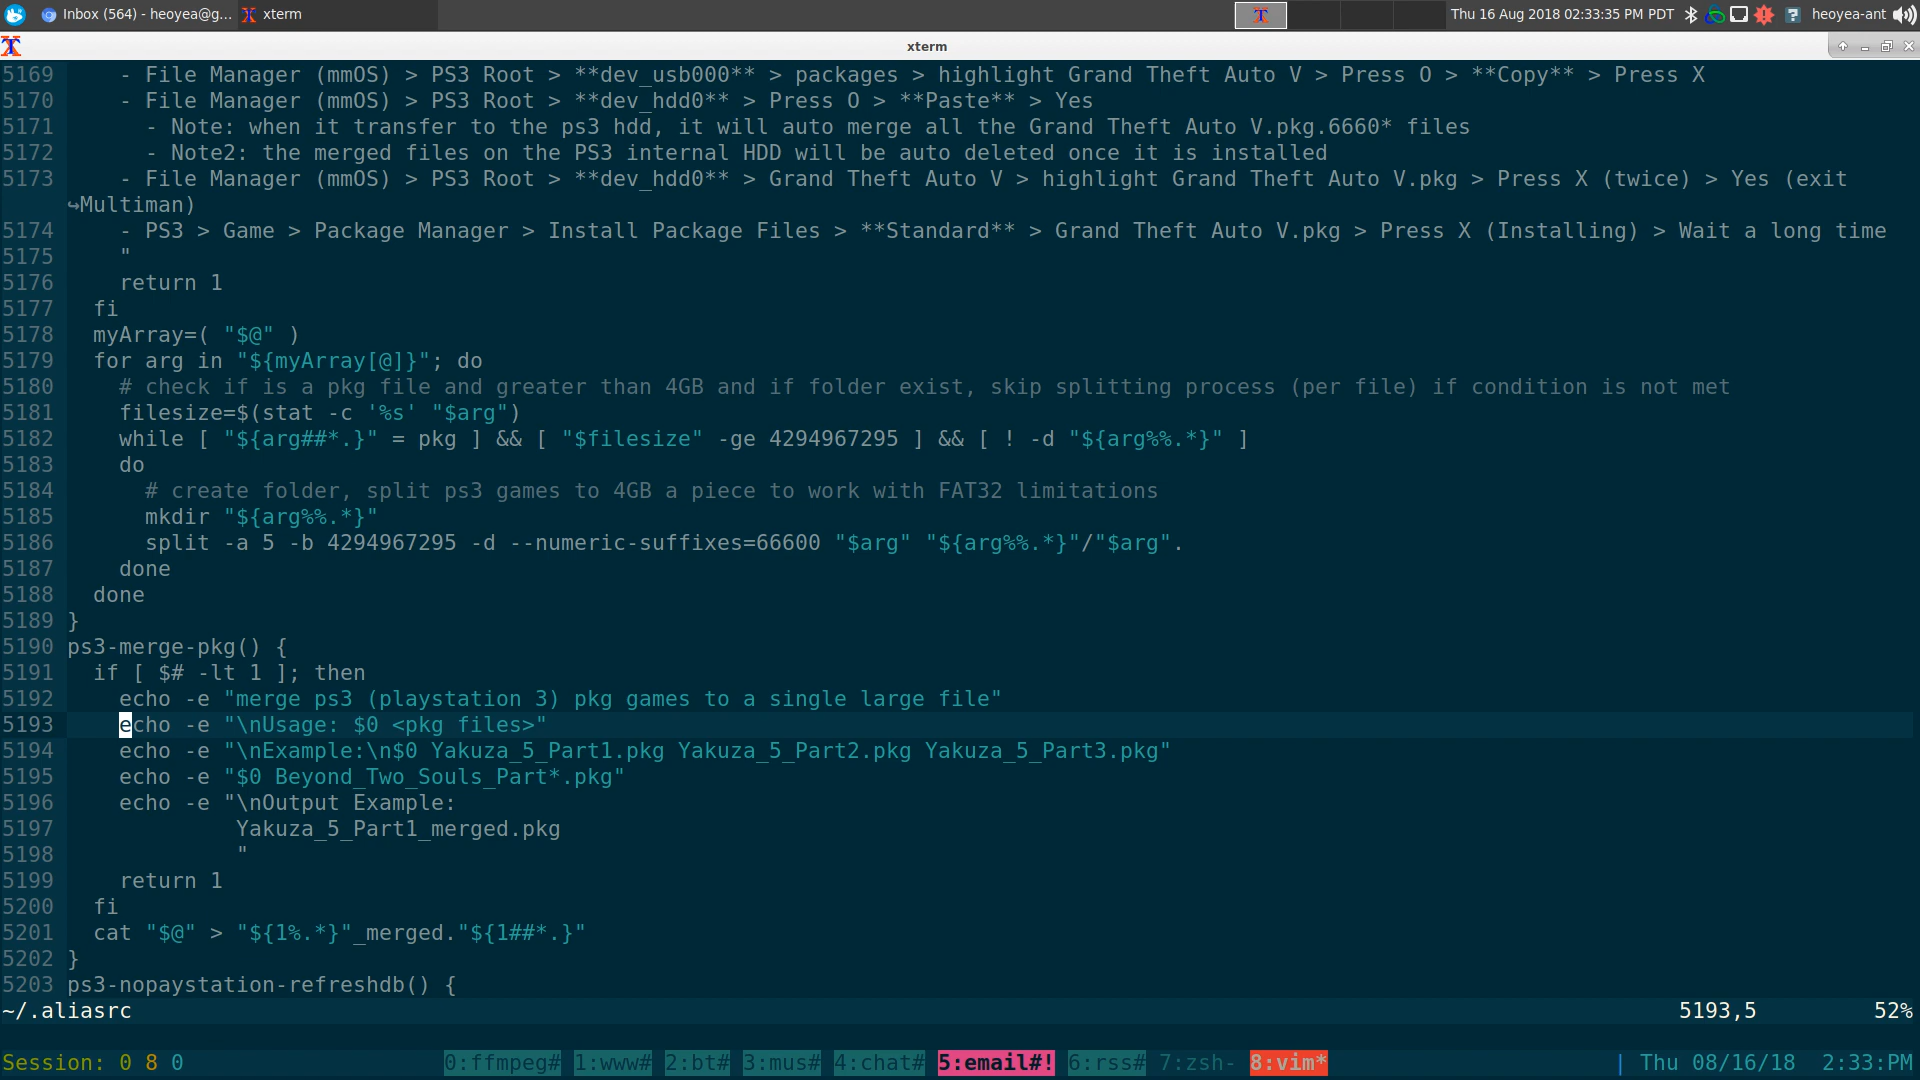 Inbox (564) - heoyea@g... xterm Thu 16 Aug 2018 02:33:35 PM PDT heoyea-ant
xterm
5169     - File Manager (mmOS) > PS3 Root > **dev_usb000** > packages > highlight Grand Theft Auto V > Press O > **Copy** > Press X
5170     - File Manager (mmOS) > PS3 Root > **dev_hdd0** > Press O > **Paste** > Yes
5171       - Note: when it transfer to the ps3 hdd, it will auto merge all the Grand Theft Auto V.pkg.6660* files
5172       - Note2: the merged files on the PS3 internal HDD will be auto deleted once it is installed
5173     - File Manager (mmOS) > PS3 Root > **dev_hdd0** > Grand Theft Auto V > highlight Grand Theft Auto V.pkg > Press X (twice) > Yes (exit
↪Multiman)
5174     - PS3 > Game > Package Manager > Install Package Files > **Standard** > Grand Theft Auto V.pkg > Press X (Installing) > Wait a long time
5175     "
5176     return 1
5177   fi
5178   myArray=( "$@" )
5179   for arg in "${myArray[@]}"; do
5180     # check if is a pkg file and greater than 4GB and if folder exist, skip splitting process (per file) if condition is not met
5181     filesize=$(stat -c '%s' "$arg")
5182     while [ "${arg##*.}" = pkg ] && [ "$filesize" -ge 4294967295 ] && [ ! -d "${arg%%.*}" ]
5183     do
5184       # create folder, split ps3 games to 4GB a piece to work with FAT32 limitations
5185       mkdir "${arg%%.*}"
5186       split -a 5 -b 4294967295 -d --numeric-suffixes=66600 "$arg" "${arg%%.*}"/"$arg".
5187     done
5188   done
5189 }
5190 ps3-merge-pkg() {
5191   if [ $# -lt 1 ]; then
5192     echo -e "merge ps3 (playstation 3) pkg games to a single large file"
5193     echo -e "\nUsage: $0 <pkg files>"
5194     echo -e "\nExample:\n$0 Yakuza_5_Part1.pkg Yakuza_5_Part2.pkg Yakuza_5_Part3.pkg"
5195     echo -e "$0 Beyond_Two_Souls_Part*.pkg"
5196     echo -e "\nOutput Example:
5197              Yakuza_5_Part1_merged.pkg
5198              "
5199     return 1
5200   fi
5201   cat "$@" > "${1%.*}"_merged."${1##*.}"
5202 }
5203 ps3-nopaystation-refreshdb() {
~/.aliasrc 5193,5 52%
Session: 0 8 0 0:ffmpeg# 1:www# 2:bt# 3:mus# 4:chat# 5:email#! 6:rss# 7:zsh- 8:vim* | Thu 08/16/18 2:33:PM